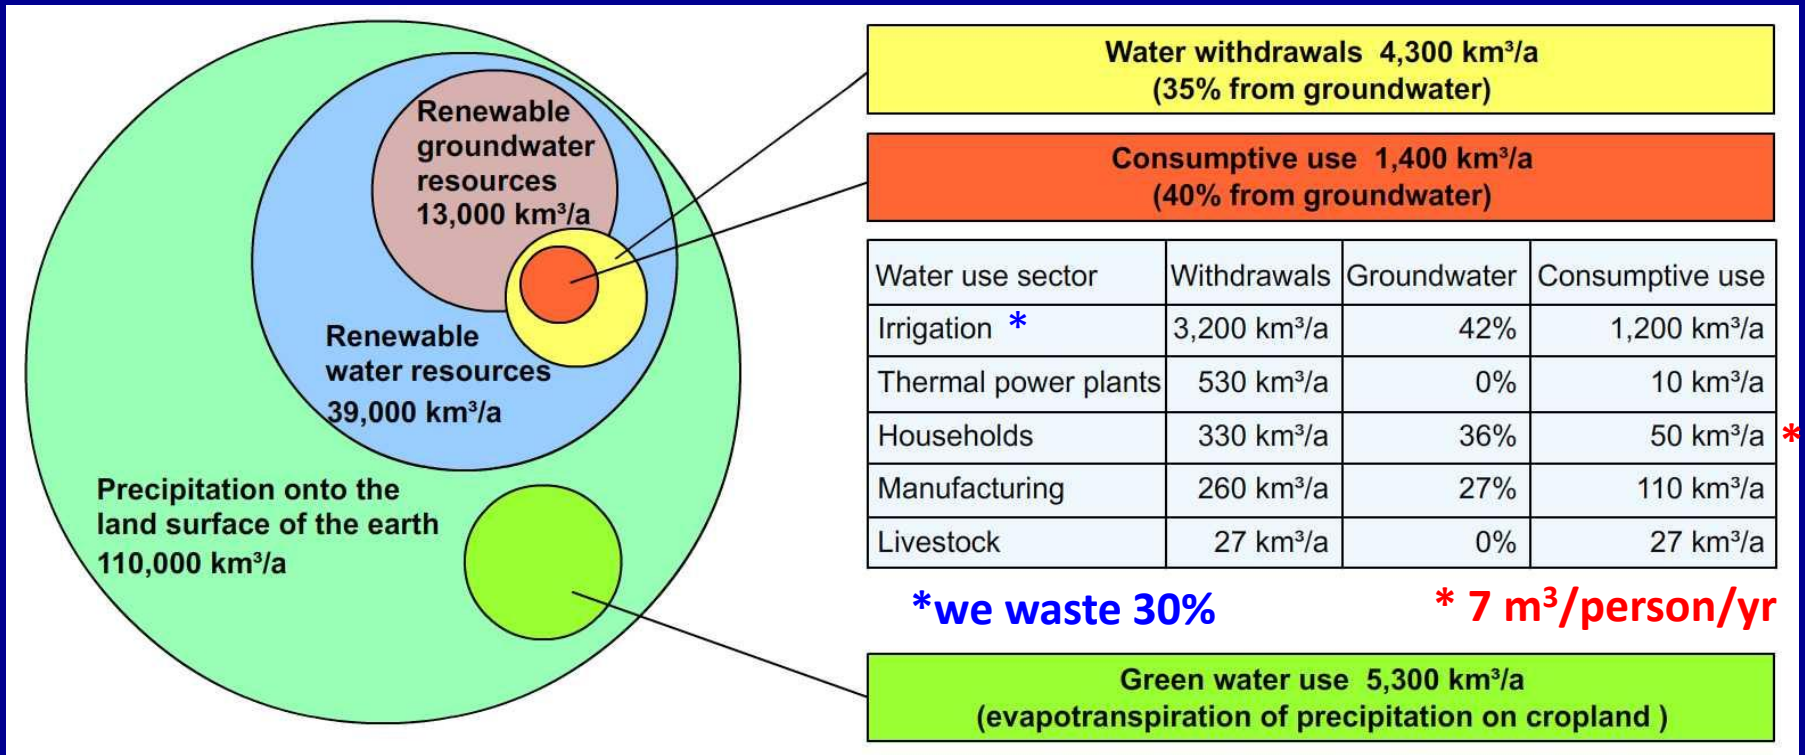 Renewable
groundwater
resources
13,000 km³/a
Renewable
water resources
39,000 km³/a
Precipitation onto the
land surface of the earth
110,000 km³/a
Water withdrawals 4,300 km³/a
(35% from groundwater)
Consumptive use 1,400 km³/a
(40% from groundwater)
Water use sector Withdrawals Groundwater Consumptive use
Irrigation * 3,200 km³/a 42% 1,200 km³/a
Thermal power plants 530 km³/a 0% 10 km³/a
Households 330 km³/a 36% 50 km³/a *
Manufacturing 260 km³/a 27% 110 km³/a
Livestock 27 km³/a 0% 27 km³/a
*we waste 30% * 7 m³/person/yr
Green water use 5,300 km³/a
(evapotranspiration of precipitation on cropland )